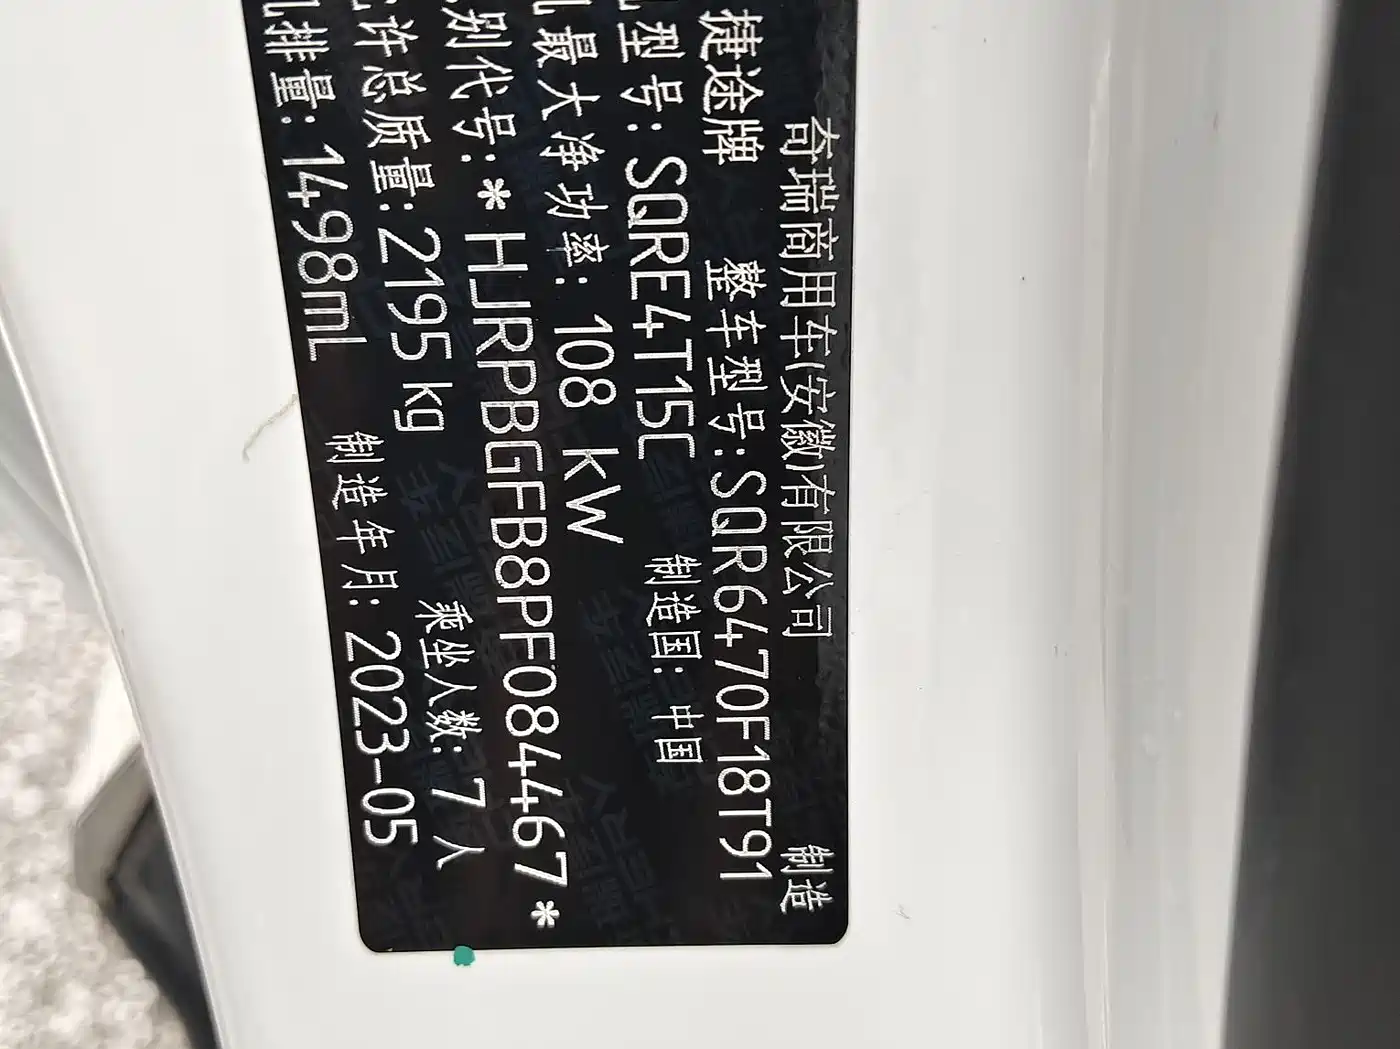 奇瑞商用车(安徽)有限公司 制造
捷途牌 整车型号:SQR6470F18T91
型号:SQRE4T15C 制造国:中国
最大净功率:108 kW
别代号:*HJRPBGFB8PF084467*
许总质量:2195 kg 乘坐人数:7人
排量:1498mL 制造年月:2023-05